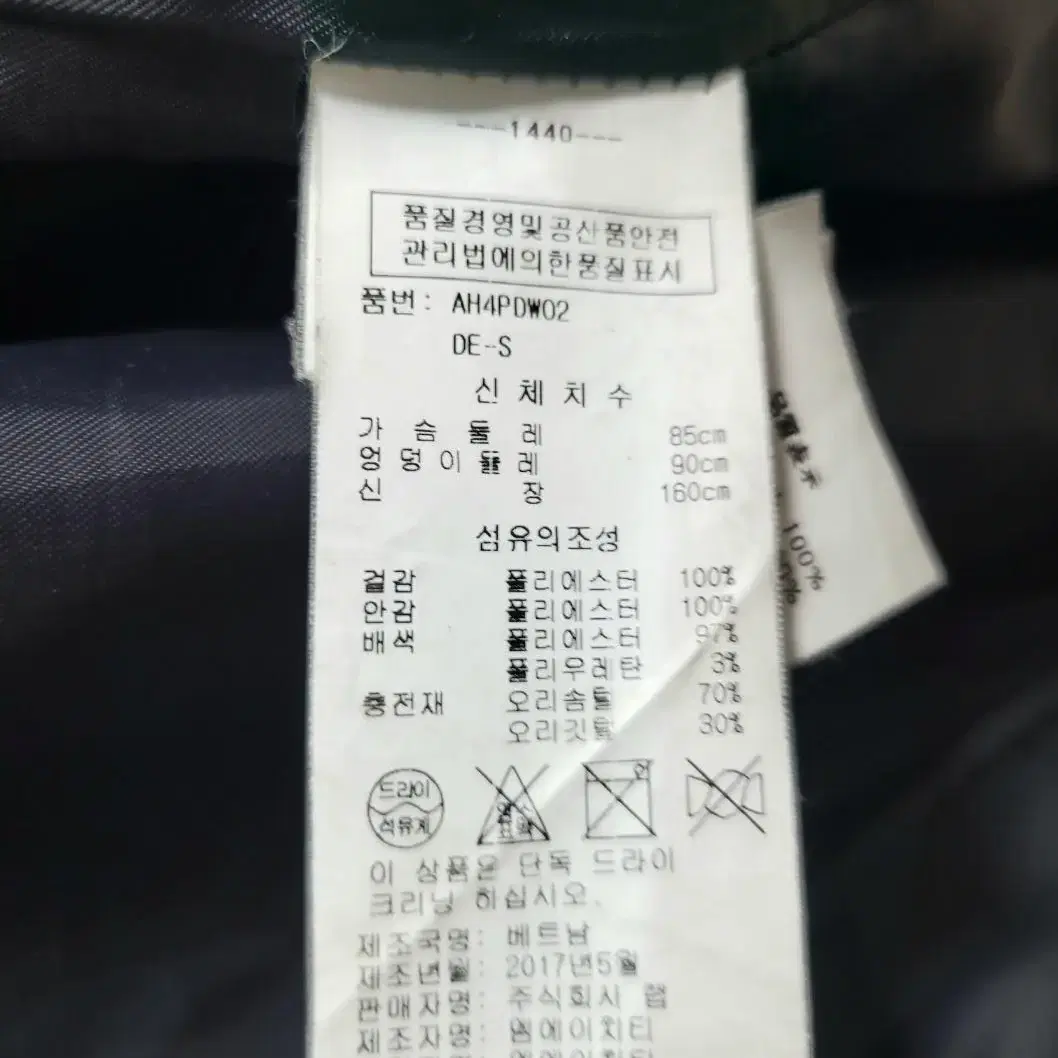 ---1440---
품질경영및공산품안전
관리법에의한품질표시
품번: AH4PDW02
DE-S
신 체 치 수
가 슴 둘 레 85cm
엉덩이둘레 90cm
신 장 160cm
섬유의조성
겉감 폴리에스터 100%
안감 폴리에스터 100%
배색 폴리에스터 97%
폴리우레탄 3%
충전재 오리솜털 70%
오리깃털 30%
드라이
석유계
이 상품은 단독 드라이
크리닝 하십시오.
제조국명: 베트남
제조년월: 2017년5월
판매자명: 주식회사 램
제조자명: 엠에이치티
100%